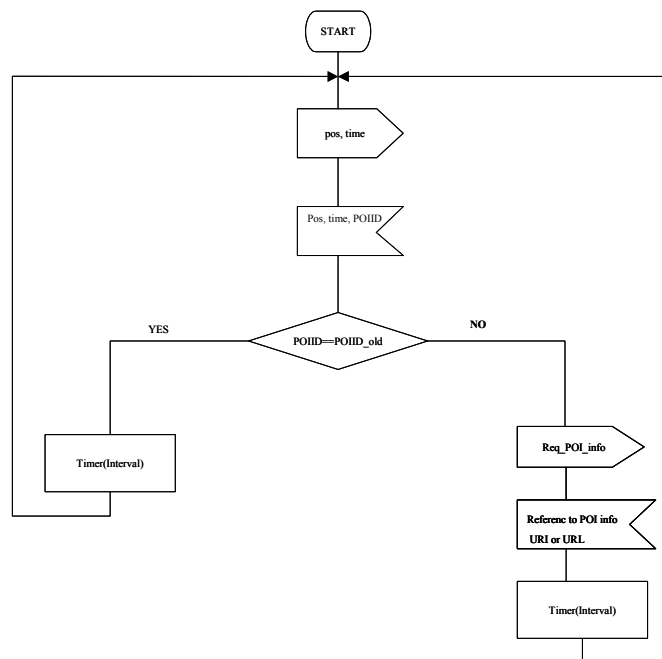 START
pos, time
Pos, time, POIID
POIID==POIID_old
YES
NO
Timer(Interval)
Req_POI_info
Referenc to POI info
URI or URL
Timer(Interval)